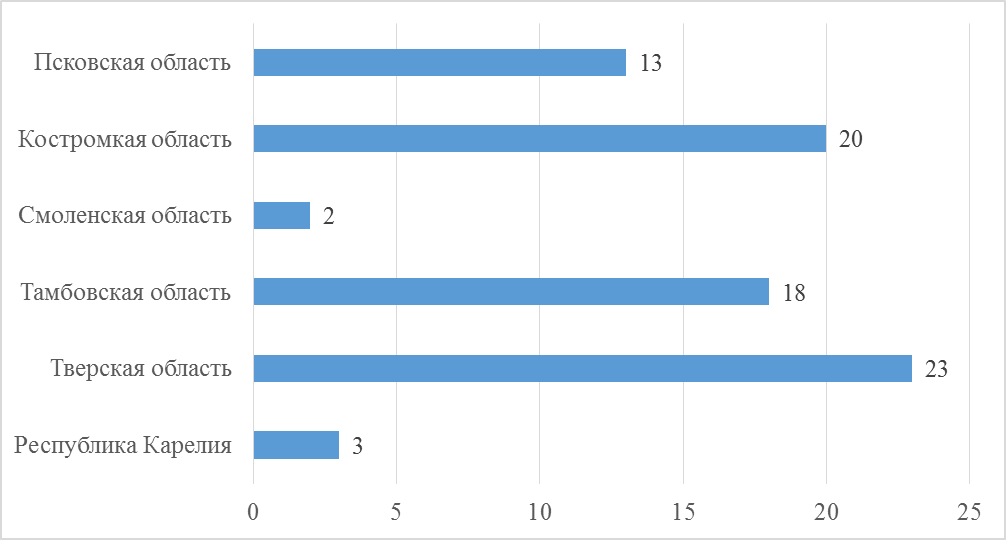 Псковская область 13
Костромкая область 20
Смоленская область 2
Тамбовская область 18
Тверская область 23
Республика Карелия 3
0 5 10 15 20 25